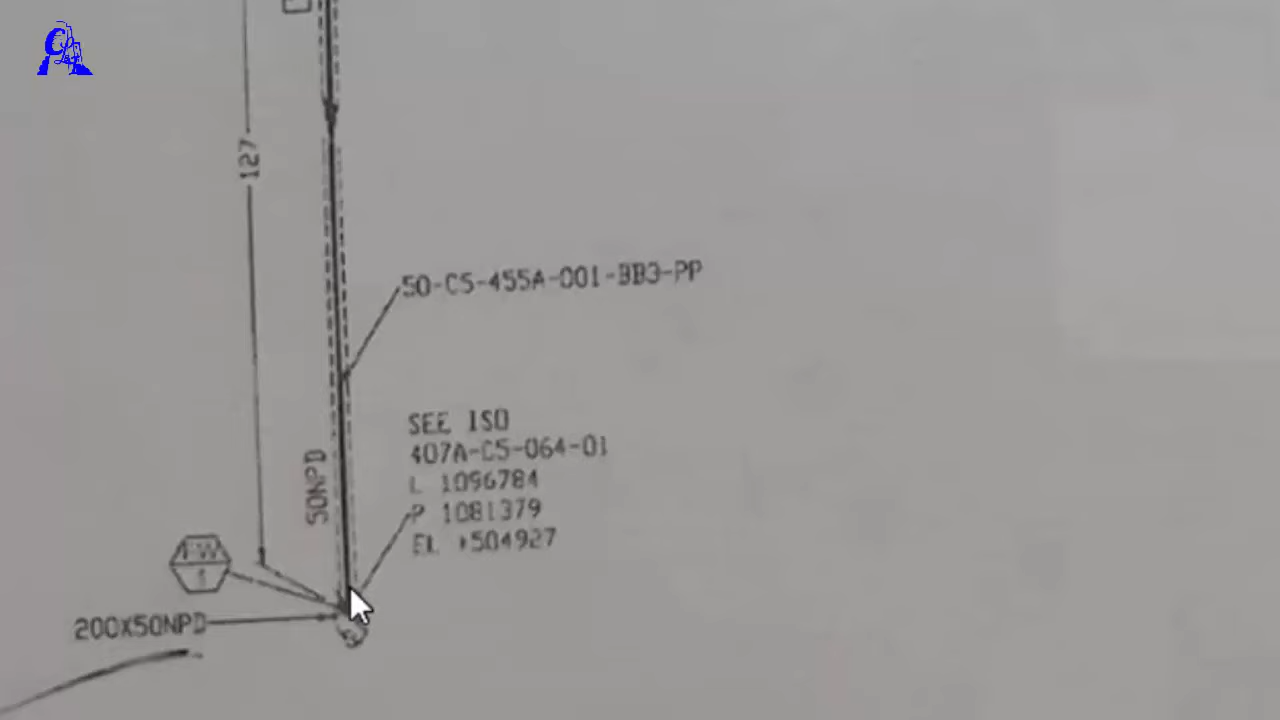 127
50-CS-455A-001-BB3-PP
SEE ISO
407A-CS-064-01
L 1096784
P 1081379
EL +504927
50NPD
FW
1
200X50NPD